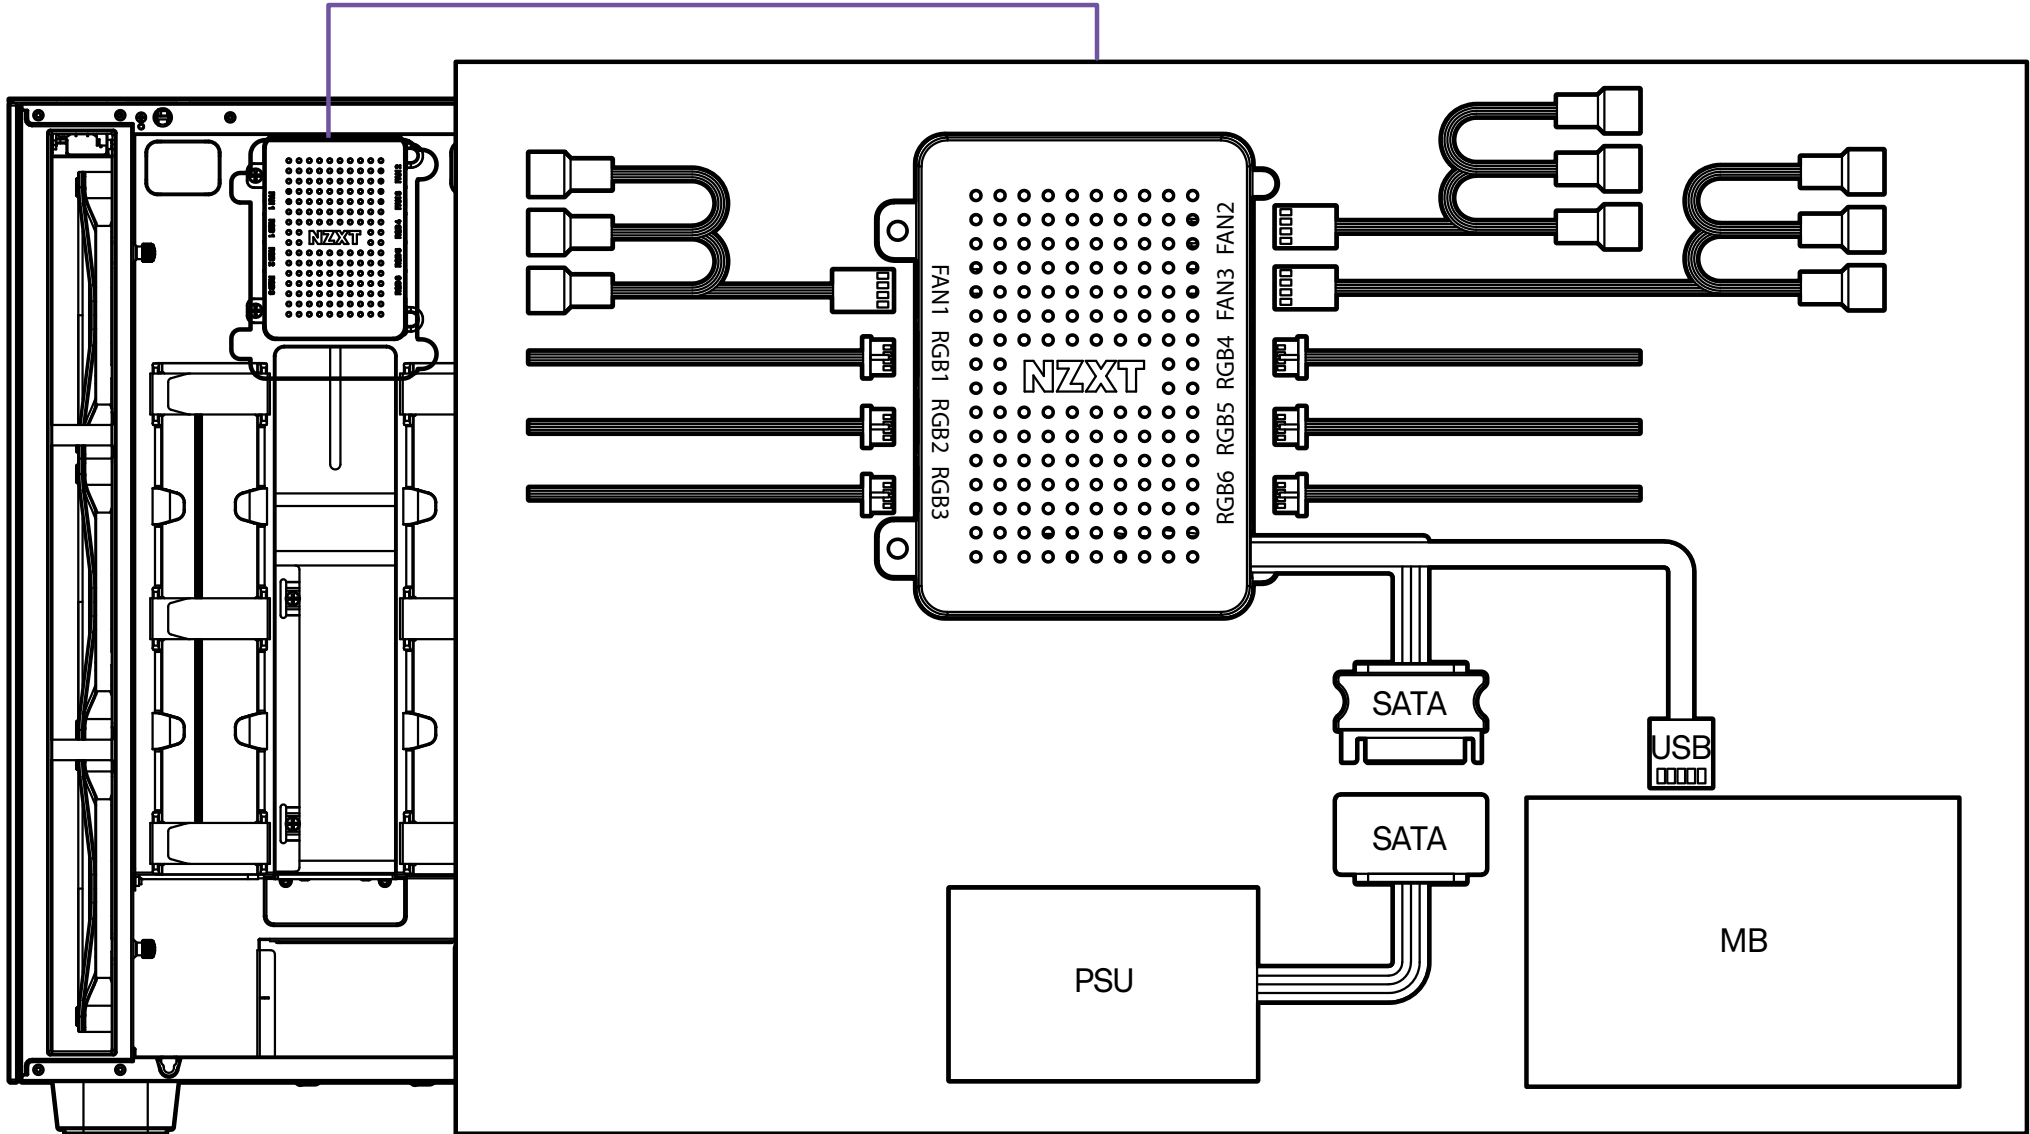 NZXT
FAN1
RGB1
RGB2
RGB3
NZXT
FAN2
FAN3
RGB4
RGB5
RGB6
SATA
USB
SATA
PSU
MB